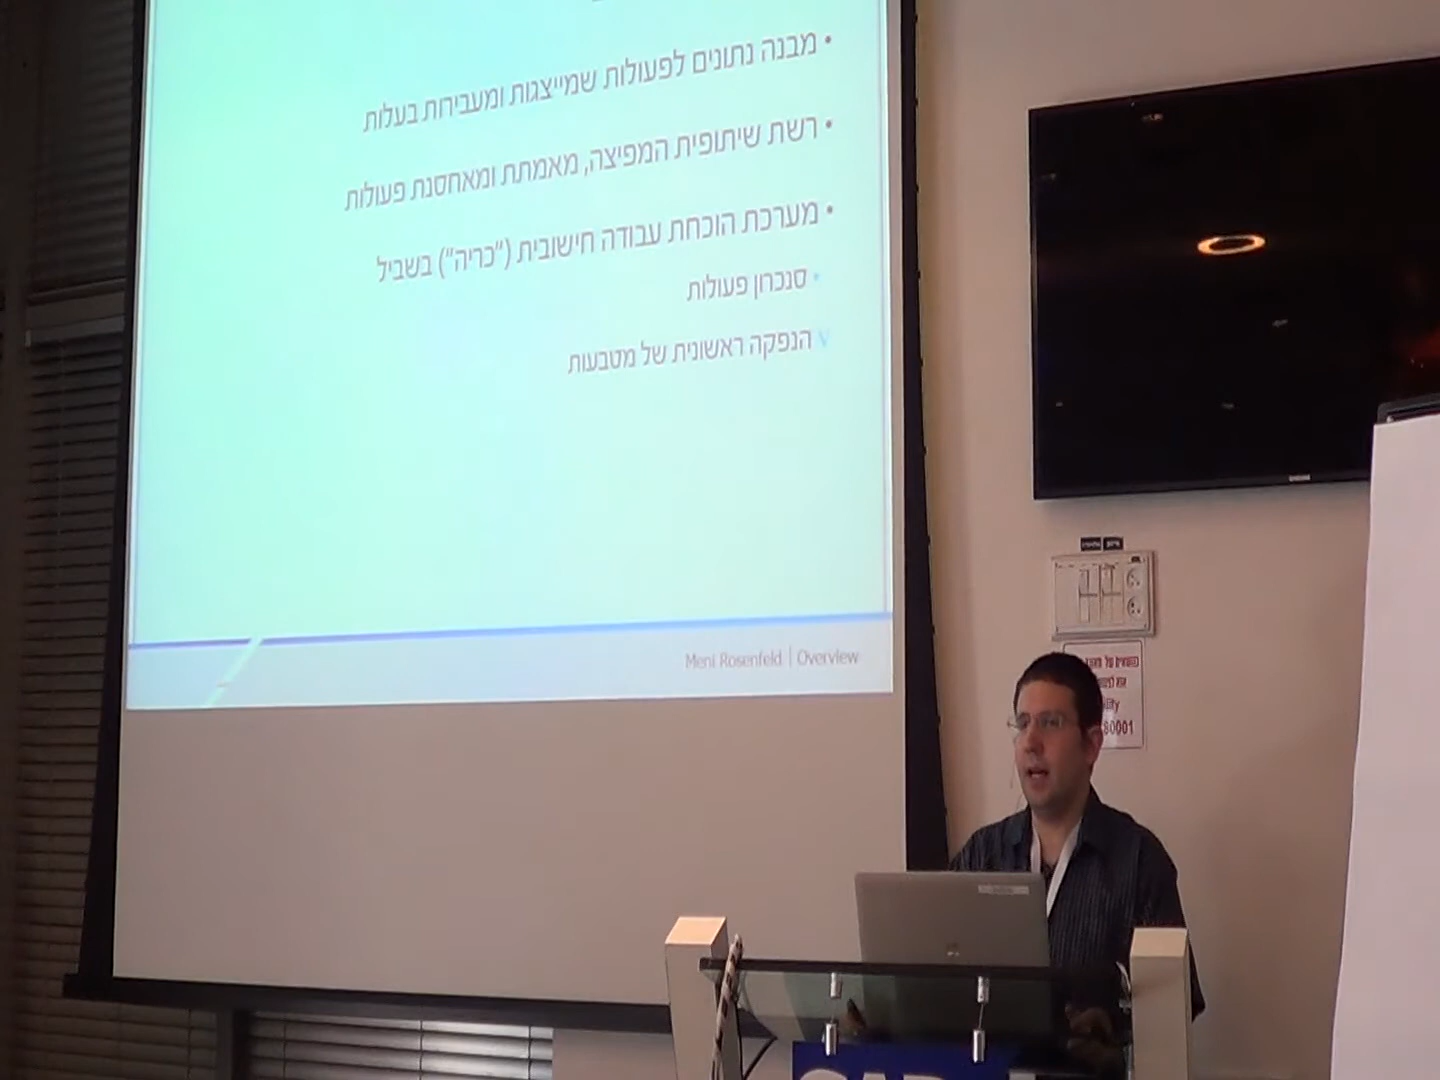 • מבנה נתונים לפעולות שמייצגות ומעבירות בעלות
• רשת שיתופית המפיצה, מאמתת ומאחסנת פעולות
• מערכת הוכחת עבודה חישובית ("כריה") בשביל
• סנכרון פעולות
הנפקה ראשונית של מטבעות
Meni Rosenfeld | Overview
80001